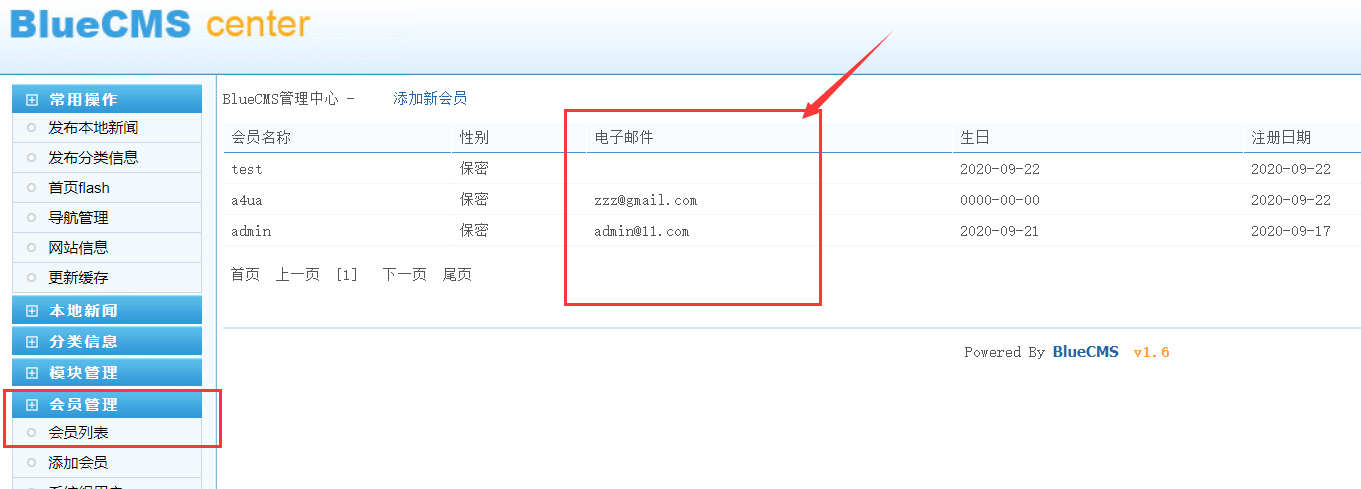 BlueCMS center
常用操作
发布本地新闻
发布分类信息
首页flash
导航管理
网站信息
更新缓存
本地新闻
分类信息
模块管理
会员管理
会员列表
添加会员
BlueCMS管理中心 - 添加新会员
会员名称 性别 电子邮件 生日 注册日期
test 保密 2020-09-22 2020-09-22
a4ua 保密 zzz@gmail.com 0000-00-00 2020-09-22
admin 保密 admin@11.com 2020-09-21 2020-09-17
首页 上一页 [1] 下一页 尾页
Powered By BlueCMS v1.6